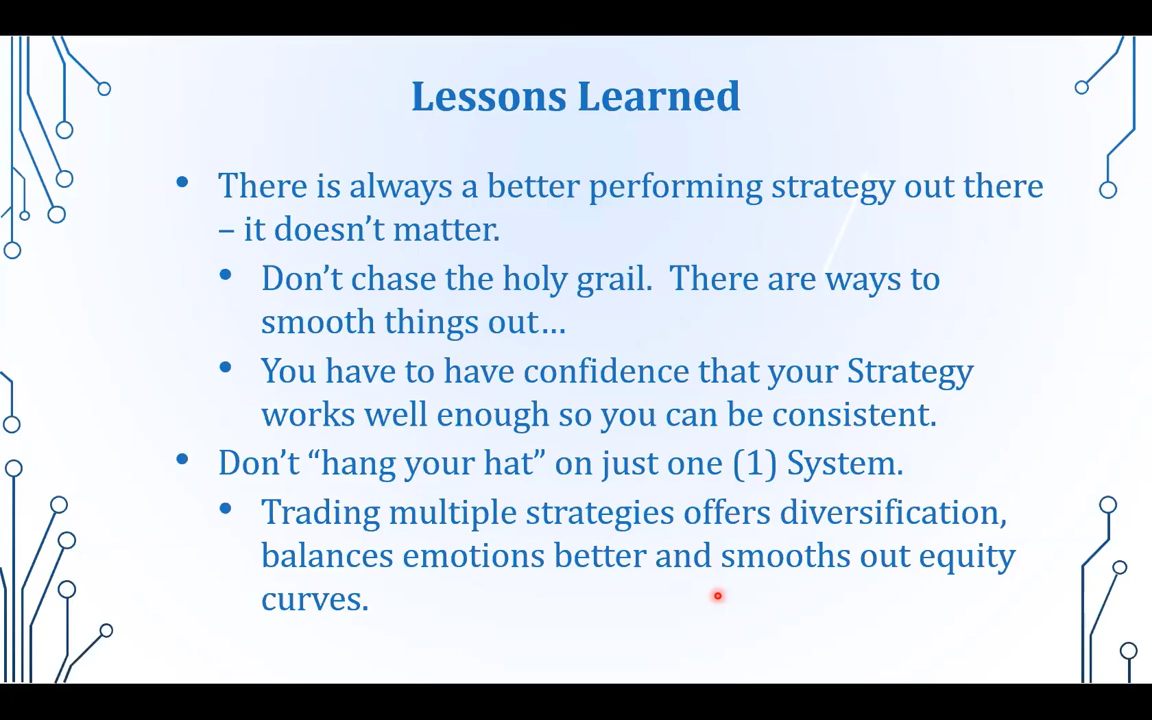 Lessons Learned
• There is always a better performing strategy out there
– it doesn’t matter.
• Don’t chase the holy grail.  There are ways to
smooth things out…
• You have to have confidence that your Strategy
works well enough so you can be consistent.
• Don’t “hang your hat” on just one (1) System.
• Trading multiple strategies offers diversification,
balances emotions better and smooths out equity
curves.